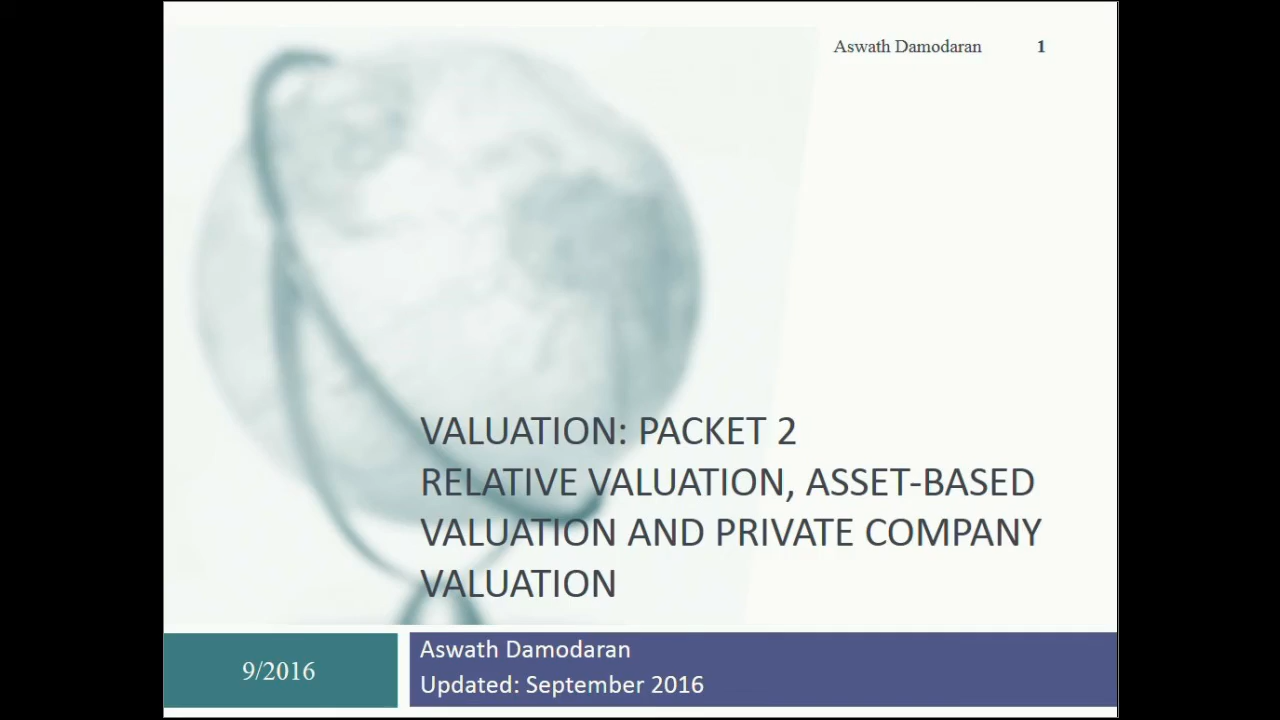 Aswath Damodaran 1
VALUATION: PACKET 2
RELATIVE VALUATION, ASSET-BASED
VALUATION AND PRIVATE COMPANY
VALUATION
9/2016
Aswath Damodaran
Updated: September 2016